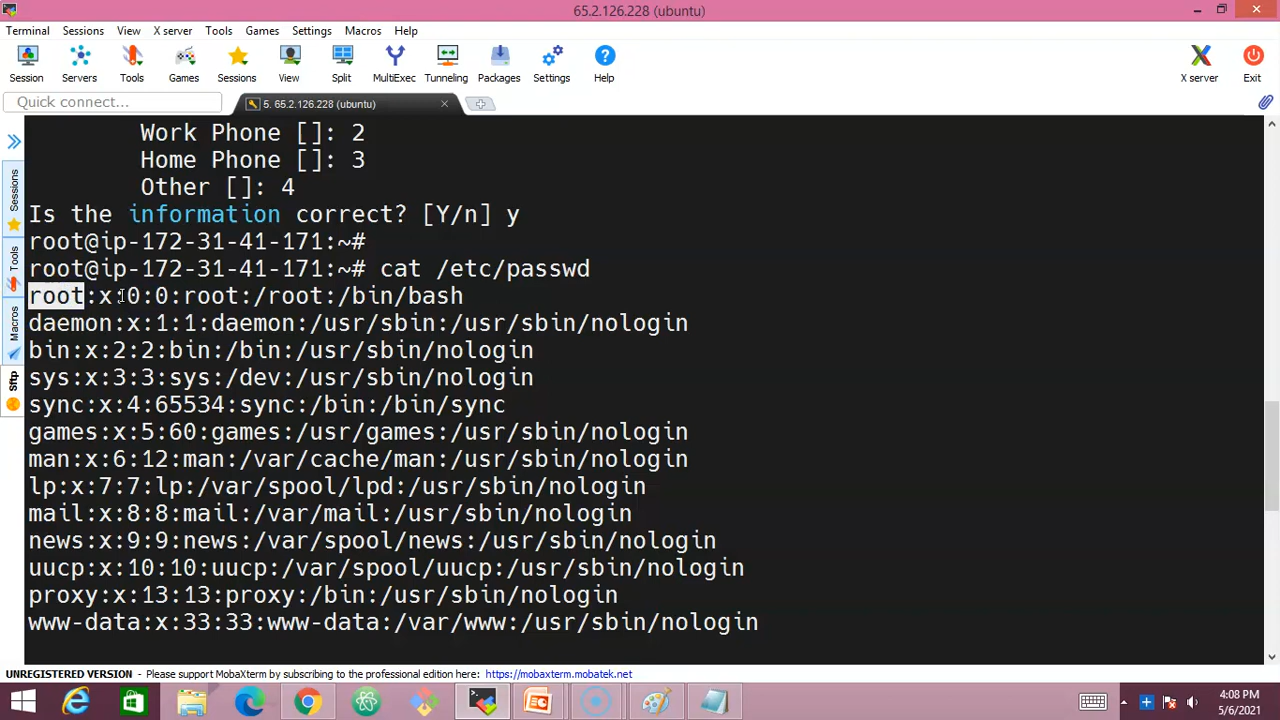 65.2.126.228 (ubuntu)
Terminal Sessions View X server Tools Games Settings Macros Help
Session Servers Tools Games Sessions View Split MultiExec Tunneling Packages Settings Help X server Exit
Quick connect...
5. 65.2.126.228 (ubuntu)
Sessions
Tools
Macros
Sftp
Work Phone []: 2
Home Phone []: 3
Other []: 4
Is the information correct? [Y/n] y
root@ip-172-31-41-171:~#
root@ip-172-31-41-171:~# cat /etc/passwd
root:x:0:0:root:/root:/bin/bash
daemon:x:1:1:daemon:/usr/sbin:/usr/sbin/nologin
bin:x:2:2:bin:/bin:/usr/sbin/nologin
sys:x:3:3:sys:/dev:/usr/sbin/nologin
sync:x:4:65534:sync:/bin:/bin/sync
games:x:5:60:games:/usr/games:/usr/sbin/nologin
man:x:6:12:man:/var/cache/man:/usr/sbin/nologin
lp:x:7:7:lp:/var/spool/lpd:/usr/sbin/nologin
mail:x:8:8:mail:/var/mail:/usr/sbin/nologin
news:x:9:9:news:/var/spool/news:/usr/sbin/nologin
uucp:x:10:10:uucp:/var/spool/uucp:/usr/sbin/nologin
proxy:x:13:13:proxy:/bin:/usr/sbin/nologin
www-data:x:33:33:www-data:/var/www:/usr/sbin/nologin
UNREGISTERED VERSION - Please support MobaXterm by subscribing to the professional edition here: https://mobaxterm.mobatek.net
4:08 PM
5/6/2021